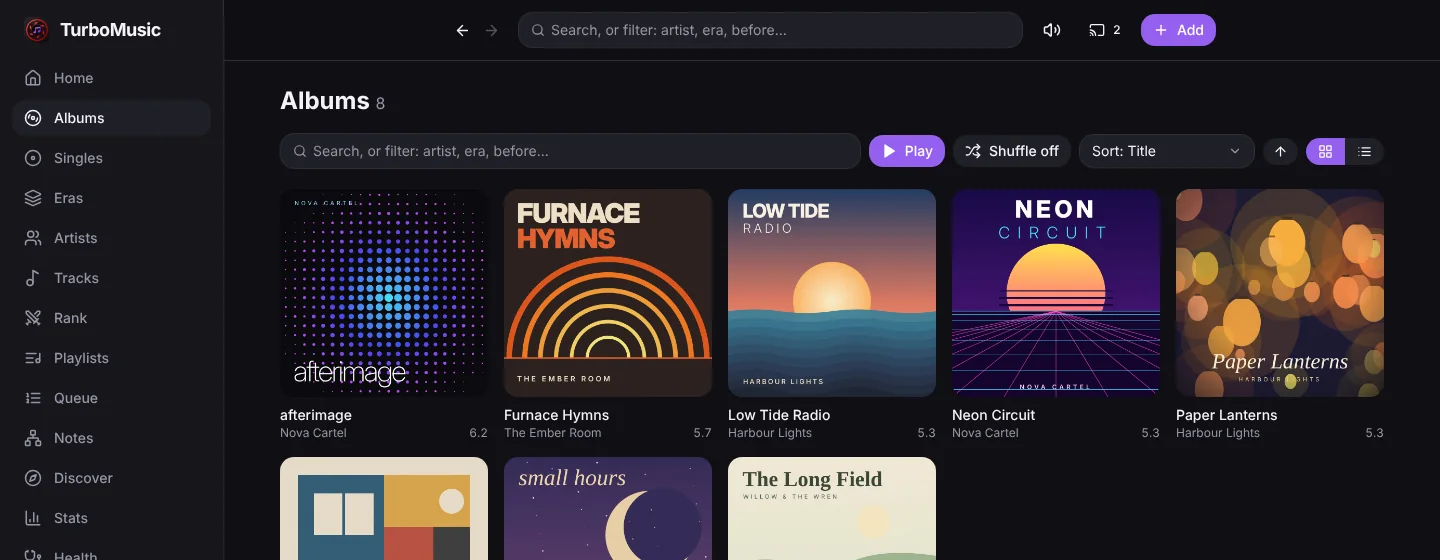 TurboMusic
Search, or filter: artist, era, before...
2
Add
Home
Albums
Singles
Eras
Artists
Tracks
Rank
Playlists
Queue
Notes
Discover
Stats
Health
Albums 8
Search, or filter: artist, era, before...
Play
Shuffle off
Sort: Title
NOVA CARTEL
afterimage
afterimage
Nova Cartel 6.2
FURNACE
HYMNS
THE EMBER ROOM
Furnace Hymns
The Ember Room 5.7
LOW TIDE
RADIO
HARBOUR LIGHTS
Low Tide Radio
Harbour Lights 5.3
NEON
CIRCUIT
NOVA CARTEL
Neon Circuit
Nova Cartel 5.3
Paper Lanterns
HARBOUR LIGHTS
Paper Lanterns
Harbour Lights 5.3
small hours
The Long Field
WILLOW & THE WREN